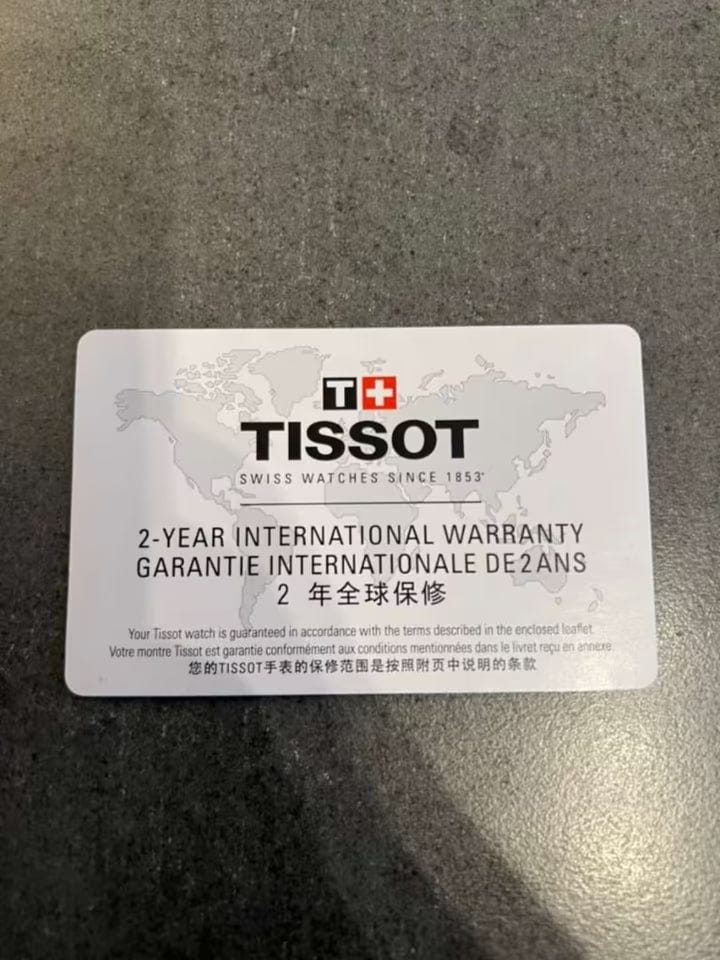 T+
TISSOT
SWISS WATCHES SINCE 1853
2-YEAR INTERNATIONAL WARRANTY
GARANTIE INTERNATIONALE DE 2 ANS
2 年全球保修
Your Tissot watch is guaranteed in accordance with the terms described in the enclosed leaflet.
Votre montre Tissot est garantie conformément aux conditions mentionnées dans le livret reçu en annexe.
您的TISSOT手表的保修范围是按照附页中说明的条款